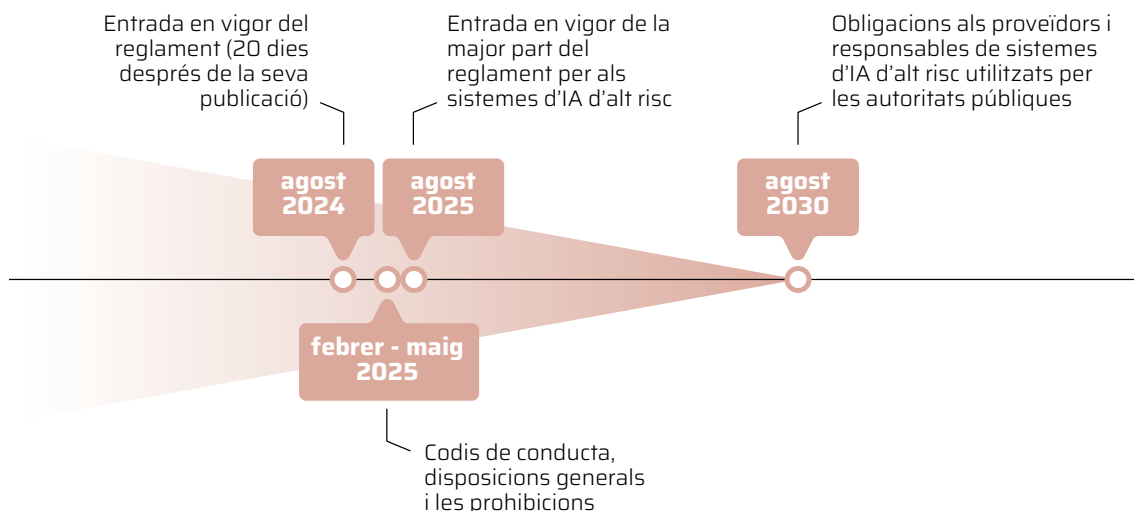 Entrada en vigor del
reglament (20 dies
després de la seva
publicació)
Entrada en vigor de la
major part del
reglament per als
sistemes d'IA d'alt risc
Obligacions als proveïdors i
responsables de sistemes
d'IA d'alt risc utilitzats per
les autoritats públiques
agost
2024
agost
2025
agost
2030
febrer - maig
2025
Codis de conducta,
disposicions generals
i les prohibicions